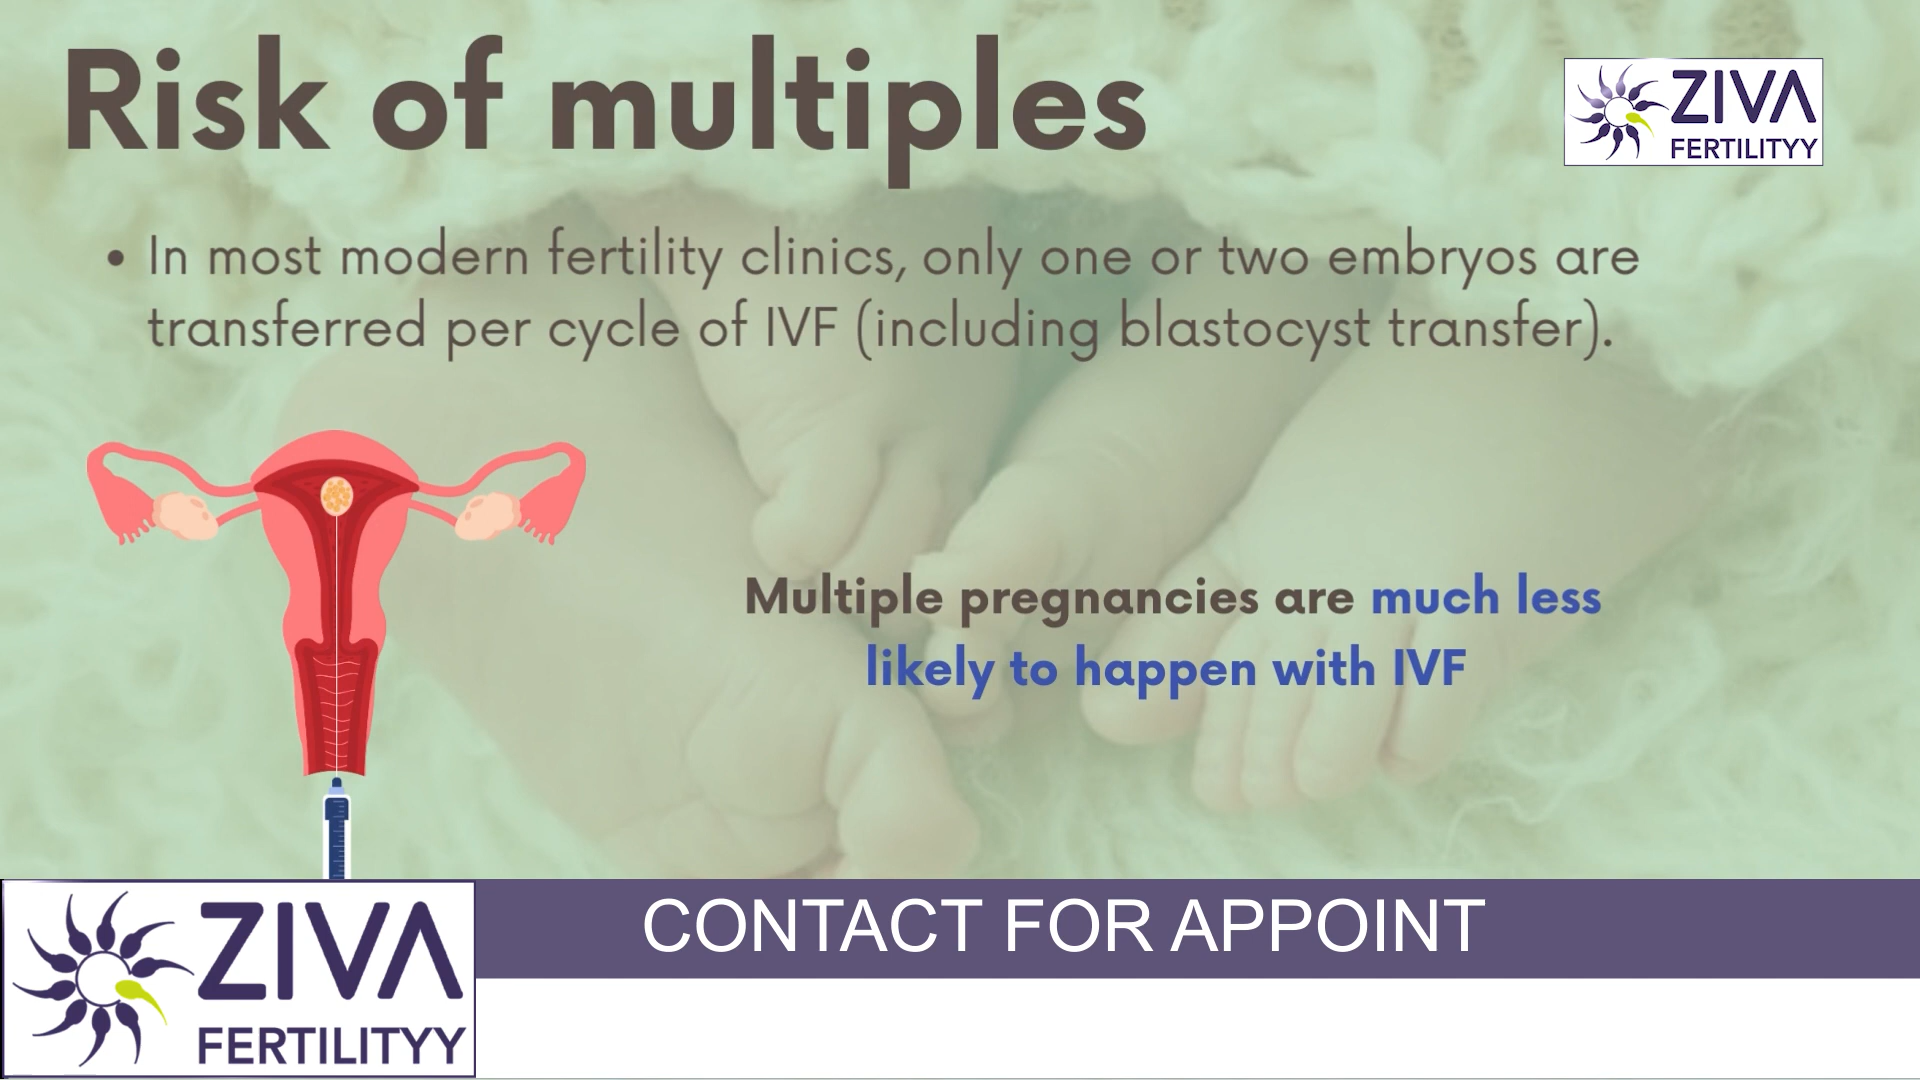 Risk of multiples
ZIVA
FERTILITYY
• In most modern fertility clinics, only one or two embryos are
transferred per cycle of IVF (including blastocyst transfer).
Multiple pregnancies are much less
likely to happen with IVF
ZIVA
FERTILITYY
CONTACT FOR APPOINT